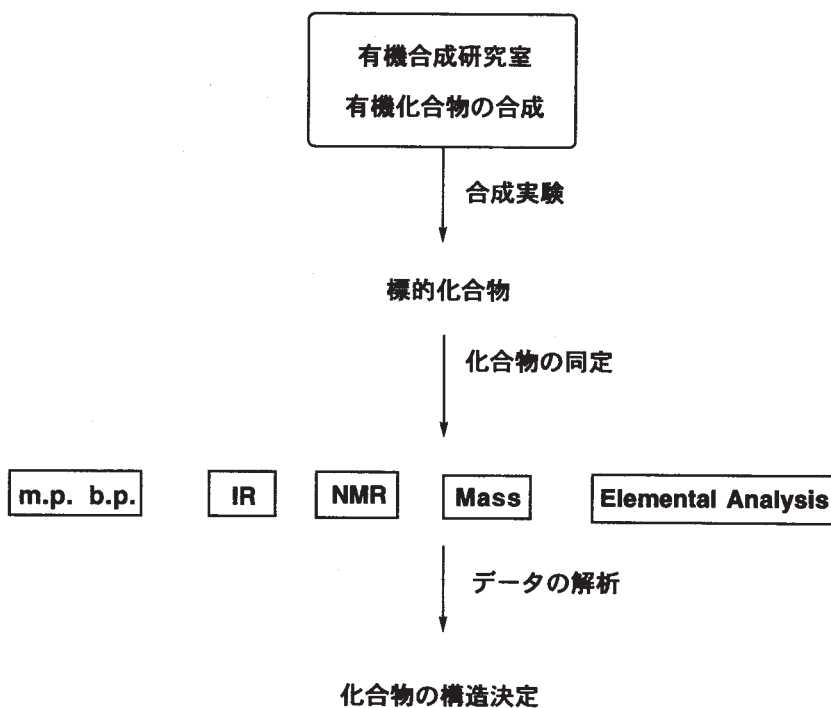 有機合成研究室
有機化合物の合成
合成実験
標的化合物
化合物の同定
m.p. b.p.
IR
NMR
Mass
Elemental Analysis
データの解析
化合物の構造決定